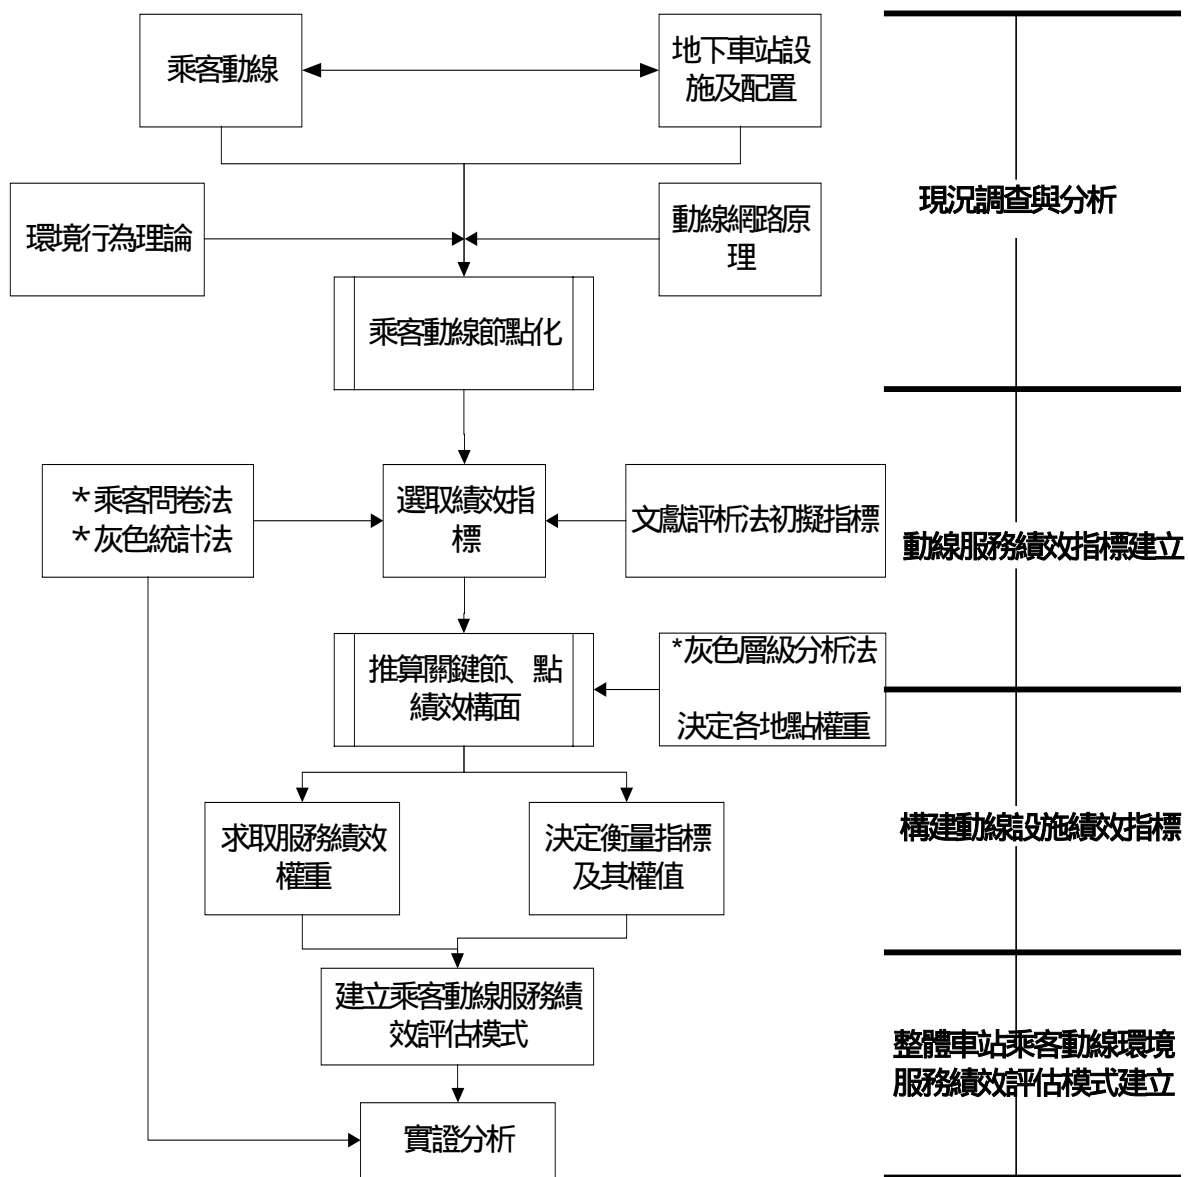 乘客動線
地下車站設
施及配置
現況調查與分析
環境行為理論
動線網路原
理
乘客動線節點化
*乘客問卷法
*灰色統計法
選取績效指
標
文獻評析法初擬指標
動線服務績效指標建立
推算關鍵節、點
績效構面
*灰色層級分析法
決定各地點權重
求取服務績效
權重
決定衡量指標
及其權值
構建動線設施績效指標
建立乘客動線服務績
效評估模式
整體車站乘客動線環境
服務績效評估模式建立
實證分析